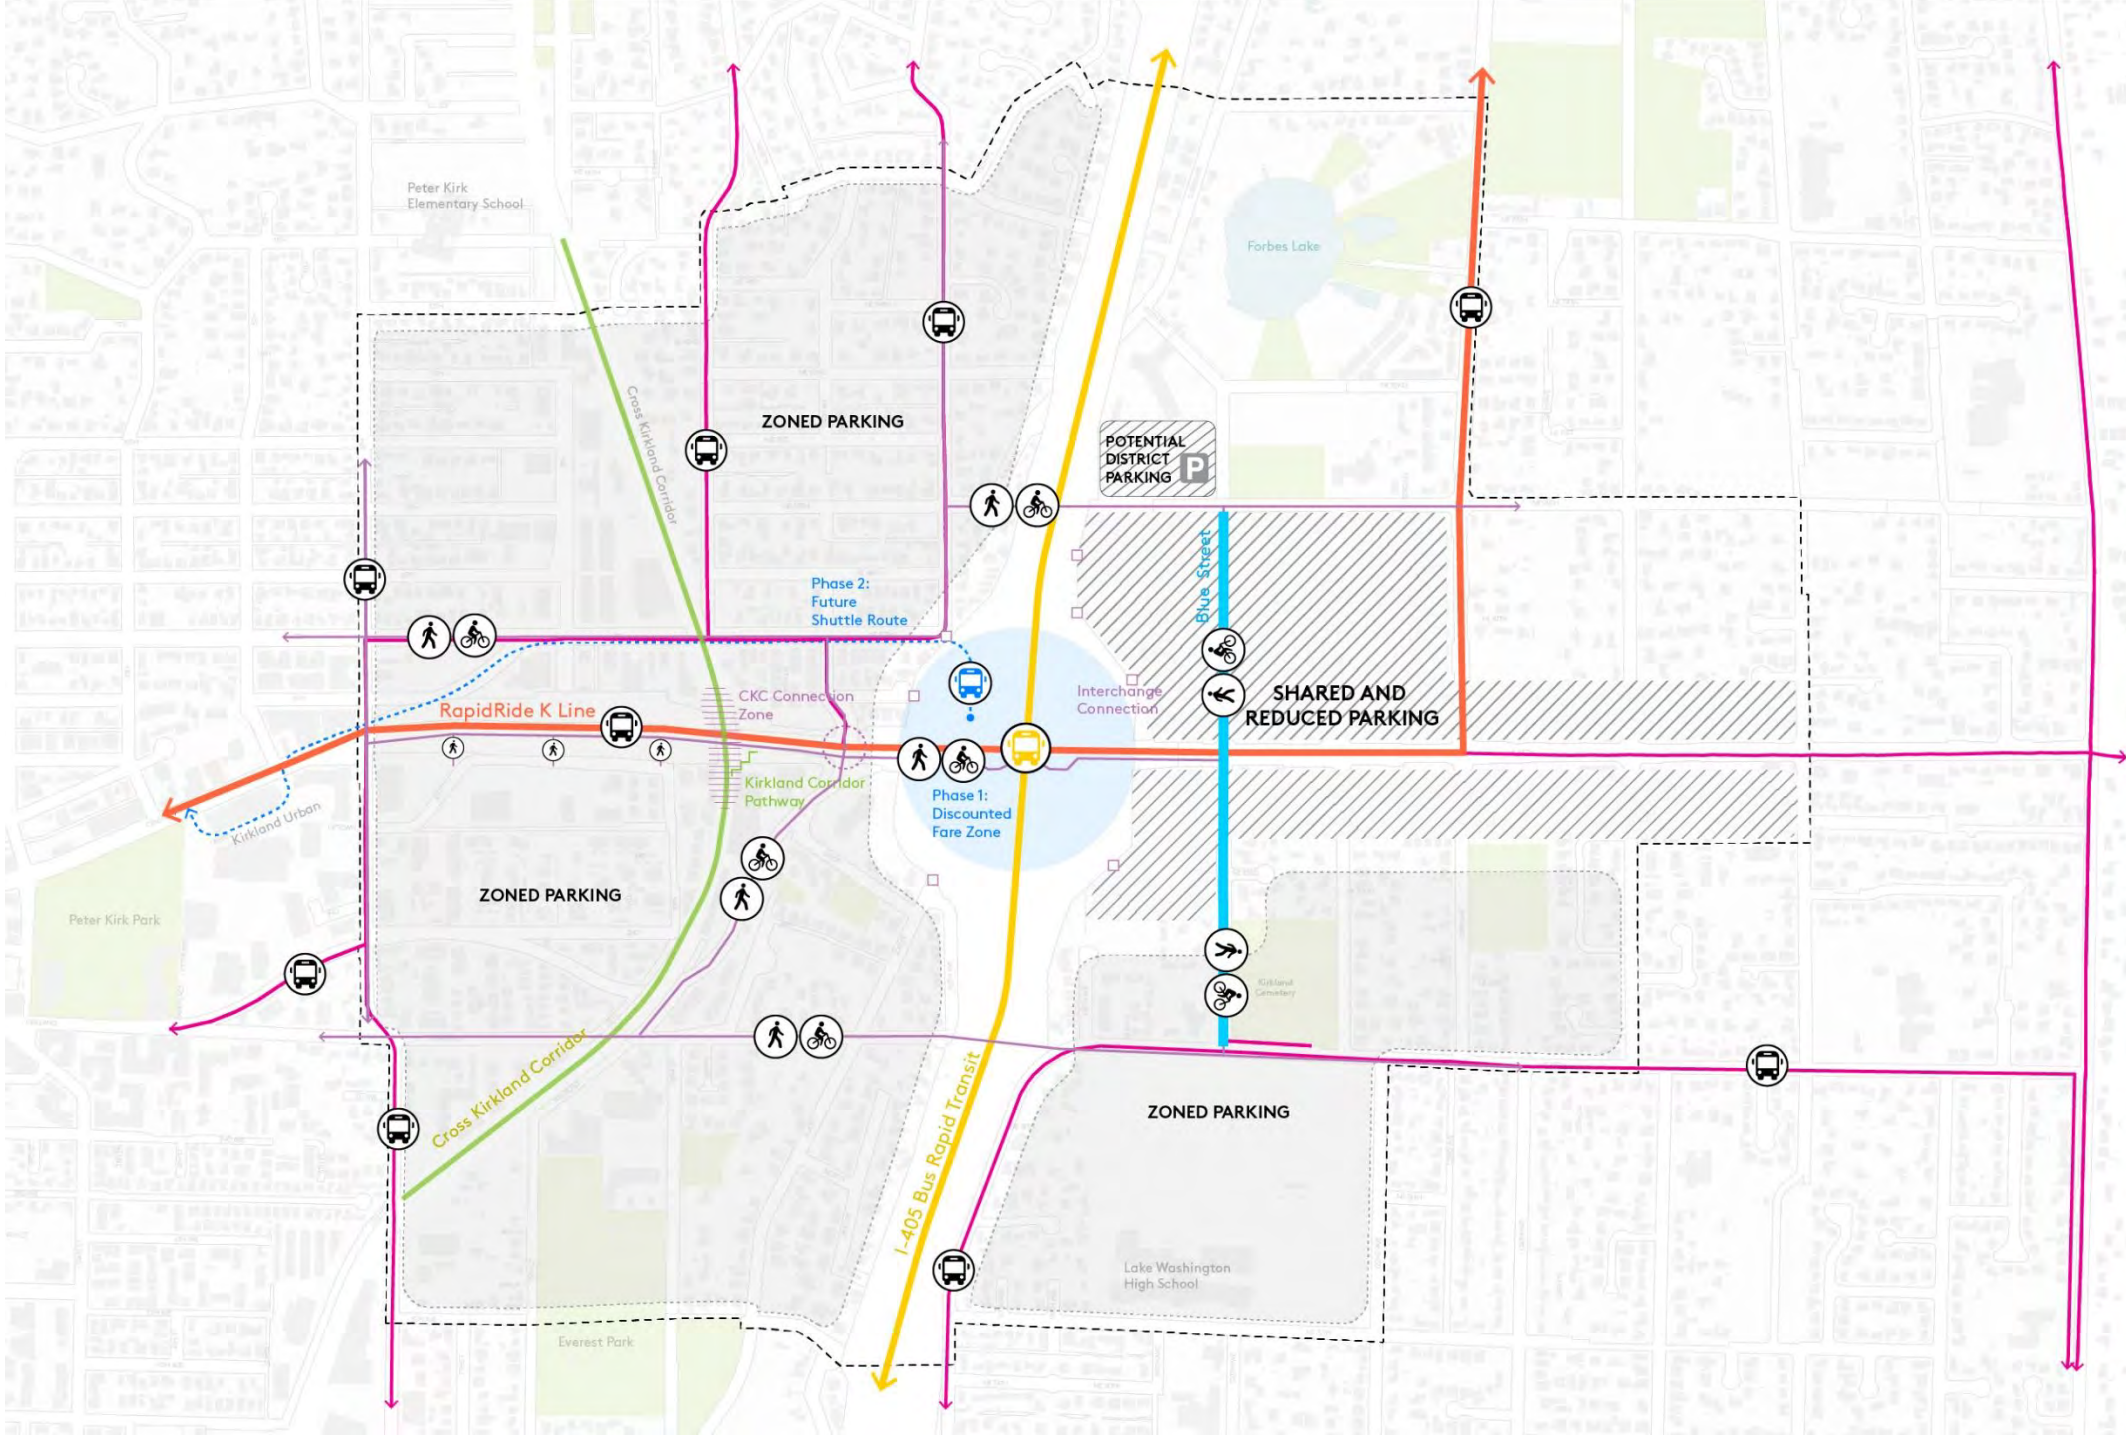 Peter Kirk
Elementary School
Forbes Lake
Cross Kirkland Corridor
ZONED PARKING
POTENTIAL
DISTRICT
PARKING
P
Blue Street
Phase 2:
Future
Shuttle Route
CKC Connection
Zone
Interchange
Connection
SHARED AND
REDUCED PARKING
RapidRide K Line
Kirkland Corridor
Pathway
Phase 1:
Discounted
Fare Zone
Kirkland Urban
ZONED PARKING
Peter Kirk Park
Kirkland
Cemetery
Cross Kirkland Corridor
I-405 Bus Rapid Transit
ZONED PARKING
Lake Washington
High School
Everest Park